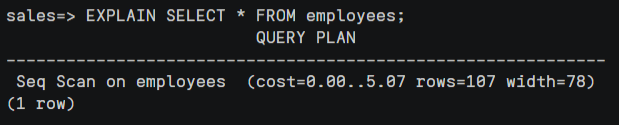 sales=> EXPLAIN SELECT * FROM employees;
                         QUERY PLAN
------------------------------------------------------------
 Seq Scan on employees  (cost=0.00..5.07 rows=107 width=78)
(1 row)